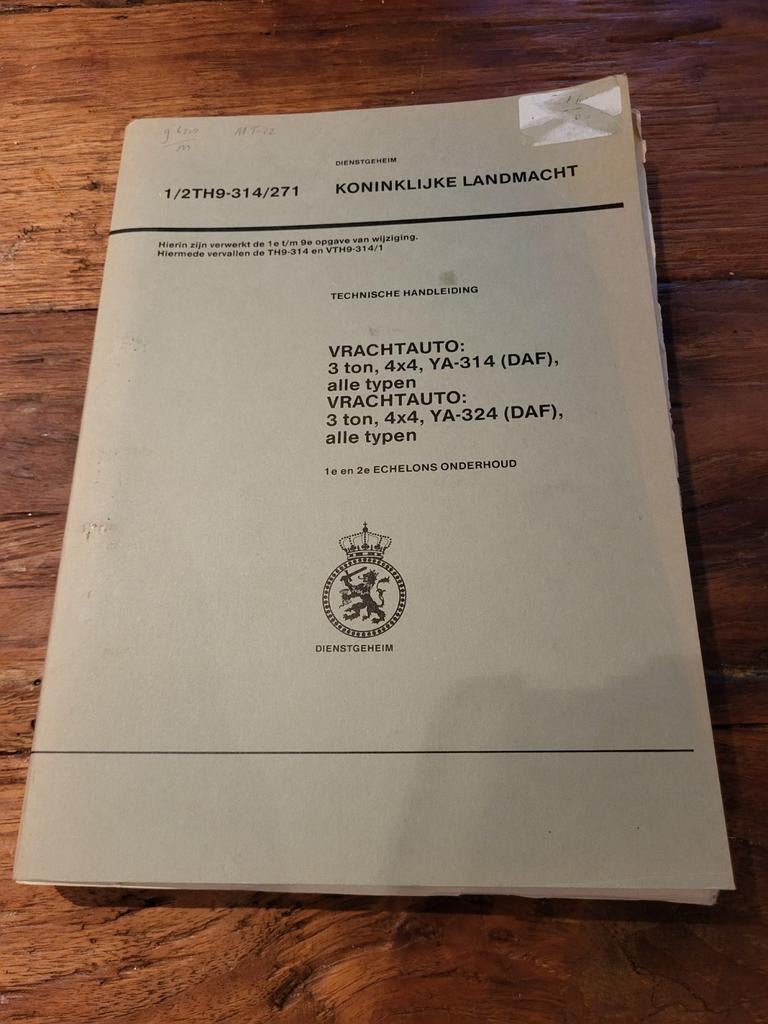 MT-22
DIENSTGEHEIM
1/2TH9-314/271 KONINKLIJKE LANDMACHT
Hierin zijn verwerkt de 1e t/m 9e opgave van wijziging.
Hiermede vervallen de TH9-314 en VTH9-314/1
TECHNISCHE HANDLEIDING
VRACHTAUTO:
3 ton, 4x4, YA-314 (DAF),
alle typen
VRACHTAUTO:
3 ton, 4x4, YA-324 (DAF),
alle typen
1e en 2e ECHELONS ONDERHOUD
DIENSTGEHEIM